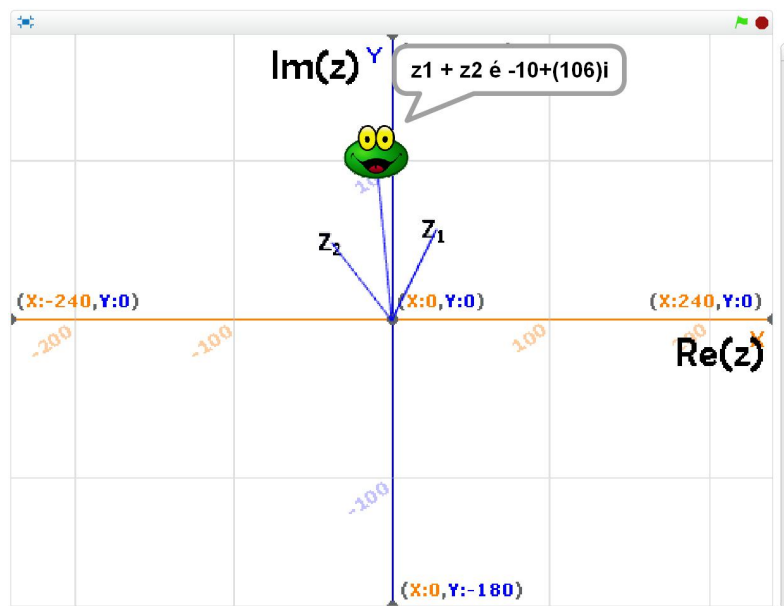 Im(z) Y
z1 + z2 é -10+(106)i
Z2
Z1
(X:-240,Y:0)
(X:0,Y:0)
(X:240,Y:0)
-200
-100
100
X
Re(z)
-100
(X:0,Y:-180)